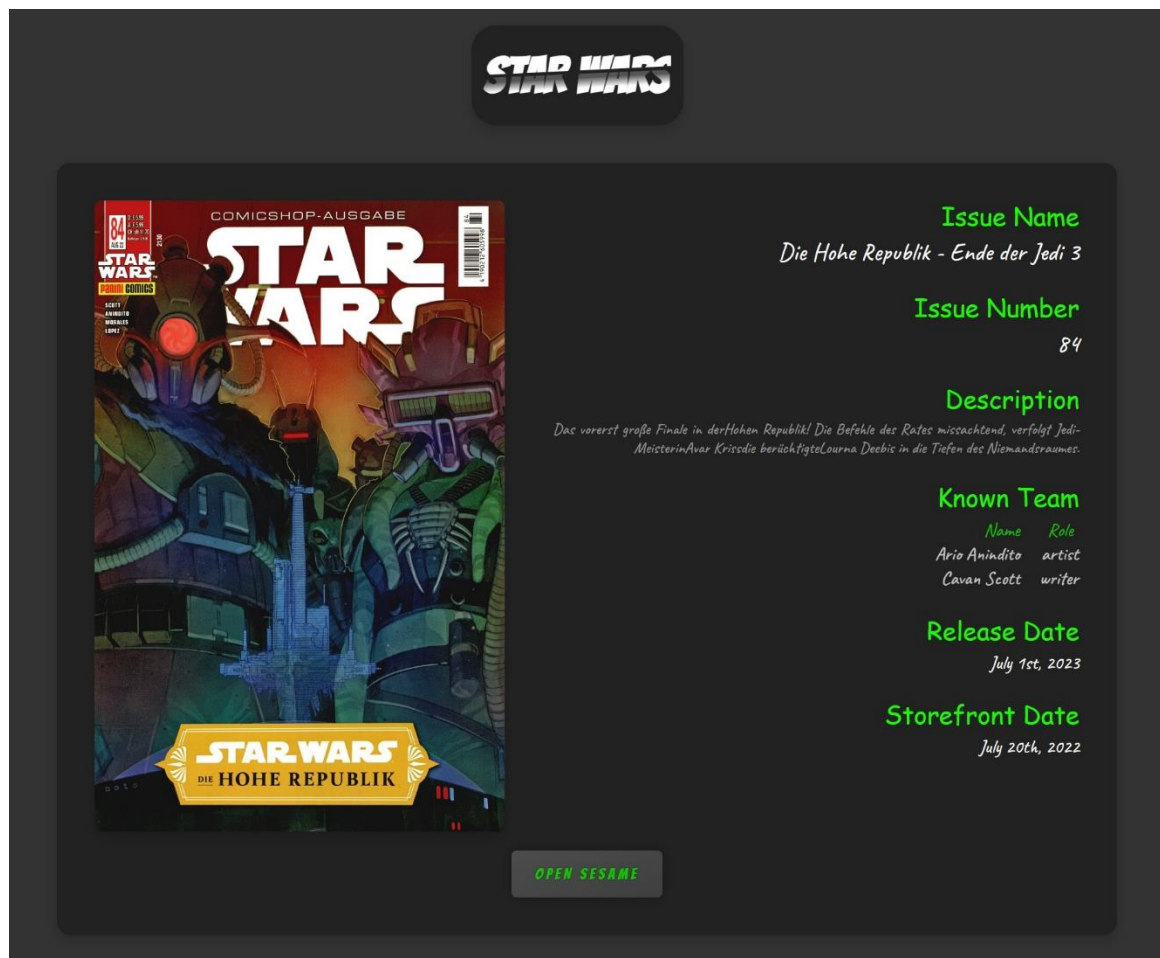 STAR WARS
COMICSHOP-AUSGABE
84
84
AUG 22
STAR
WARS
STAR
WARS
PANINI COMICS
SCOTT
ANINDITO
MORALES
LOPEZ
STAR WARS
DIE HOHE REPUBLIK
Issue Name
Die Hohe Republik - Ende der Jedi 3
Issue Number
84
Description
Das vorerst große Finale in derHohen Republik! Die Befehle des Rates missachtend, verfolgt Jedi-
MeisterinAvar Krissdie berüchtigteLourna Deebis in die Tiefen des Niemandsraumes.
Known Team
Name Role
Ario Anindito artist
Cavan Scott writer
Release Date
July 1st, 2023
Storefront Date
July 20th, 2022
OPEN SESAME